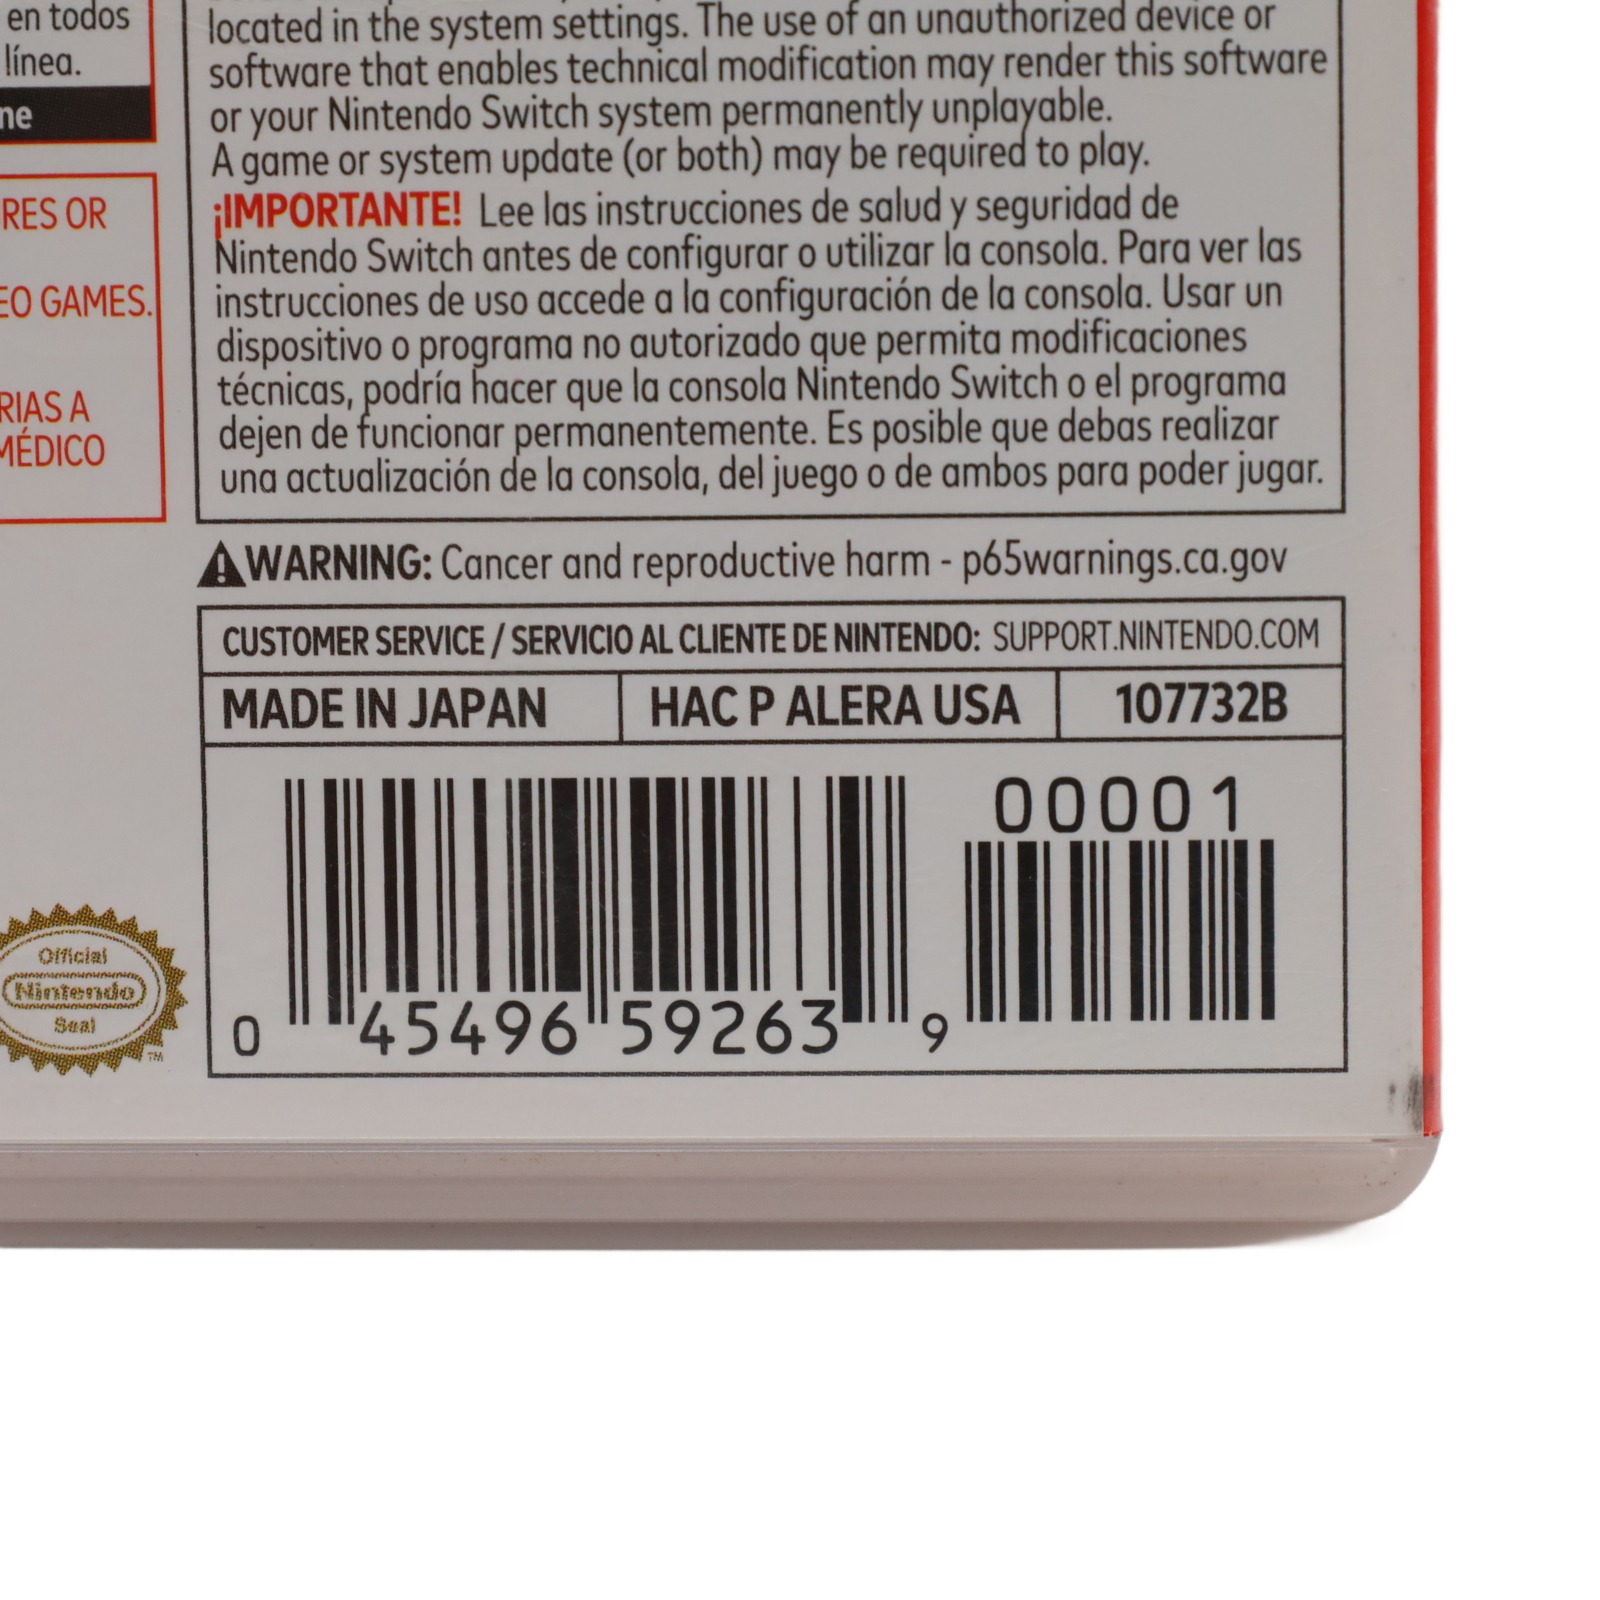 en todos
línea.
ne
RES OR
EO GAMES.
RIAS A
MÉDICO
located in the system settings. The use of an unauthorized device or
software that enables technical modification may render this software
or your Nintendo Switch system permanently unplayable.
A game or system update (or both) may be required to play.
¡IMPORTANTE! Lee las instrucciones de salud y seguridad de
Nintendo Switch antes de configurar o utilizar la consola. Para ver las
instrucciones de uso accede a la configuración de la consola. Usar un
dispositivo o programa no autorizado que permita modificaciones
técnicas, podría hacer que la consola Nintendo Switch o el programa
dejen de funcionar permanentemente. Es posible que debas realizar
una actualización de la consola, del juego o de ambos para poder jugar.
WARNING: Cancer and reproductive harm - p65warnings.ca.gov
CUSTOMER SERVICE / SERVICIO AL CLIENTE DE NINTENDO: SUPPORT.NINTENDO.COM
MADE IN JAPAN HAC P ALERA USA 107732B
00001
0 45496 59263 9
Official
Nintendo
Seal
TM